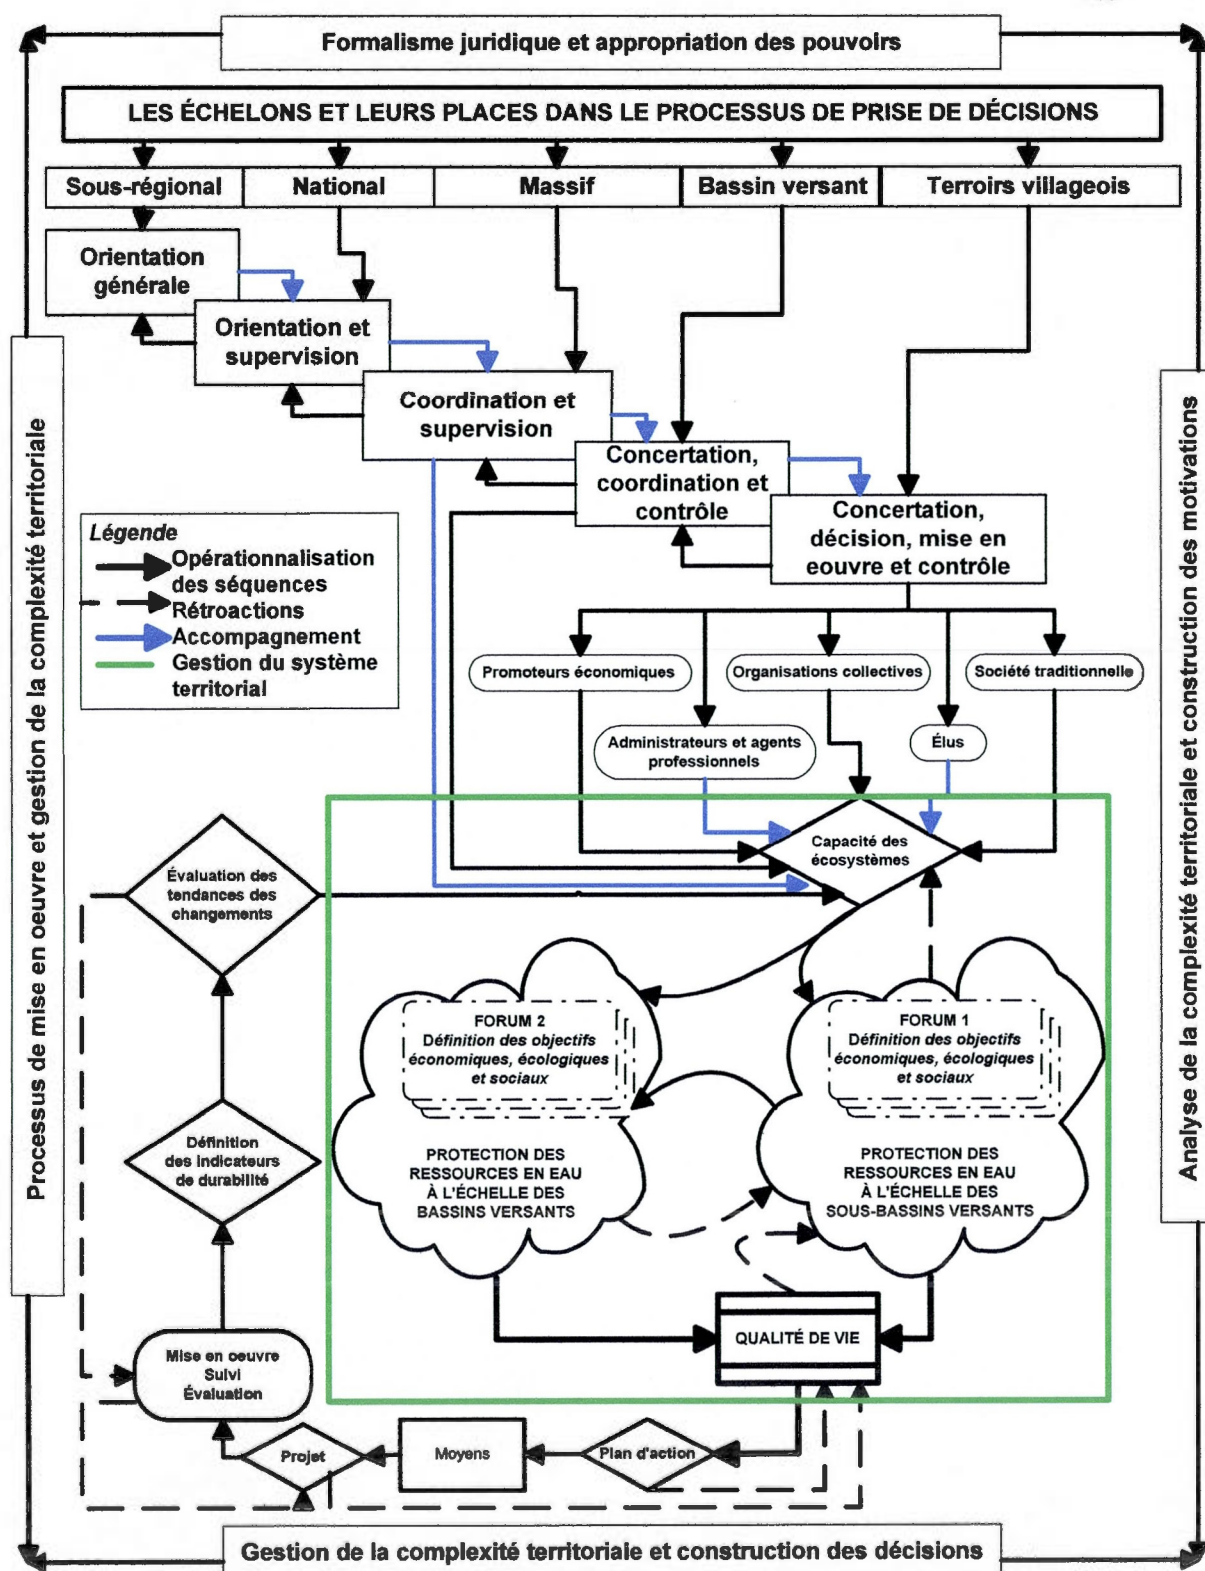 Formalisme juridique et appropriation des pouvoirs
LES ÉCHELONS ET LEURS PLACES DANS LE PROCESSUS DE PRISE DE DÉCISIONS
Sous-régional
National
Massif
Bassin versant
Terroirs villageois
Orientation
générale
Orientation et
supervision
Coordination et
supervision
Concertation,
coordination et
contrôle
Concertation,
décision, mise en
eouvre et contrôle
Processus de mise en oeuvre et gestion de la complexité territoriale
Analyse de la complexité territoriale et construction des motivations
Légende
Opérationnalisation
des séquences
Rétroactions
Accompagnement
Gestion du système
territorial
Promoteurs économiques
Organisations collectives
Société traditionnelle
Administrateurs et agents
professionnels
Élus
Capacité des
écosystèmes
Évaluation des
tendances des
changements
FORUM 2
Définition des objectifs
économiques, écologiques
et sociaux
FORUM 1
Définition des objectifs
économiques, écologiques
et sociaux
Définition
des indicateurs
de durabilité
PROTECTION DES
RESSOURCES EN EAU
À L'ÉCHELLE DES
BASSINS VERSANTS
PROTECTION DES
RESSOURCES EN EAU
À L'ÉCHELLE DES
SOUS-BASSINS VERSANTS
QUALITÉ DE VIE
Mise en oeuvre
Suivi
Évaluation
Projet
Moyens
Plan d'action
Gestion de la complexité territoriale et construction des décisions